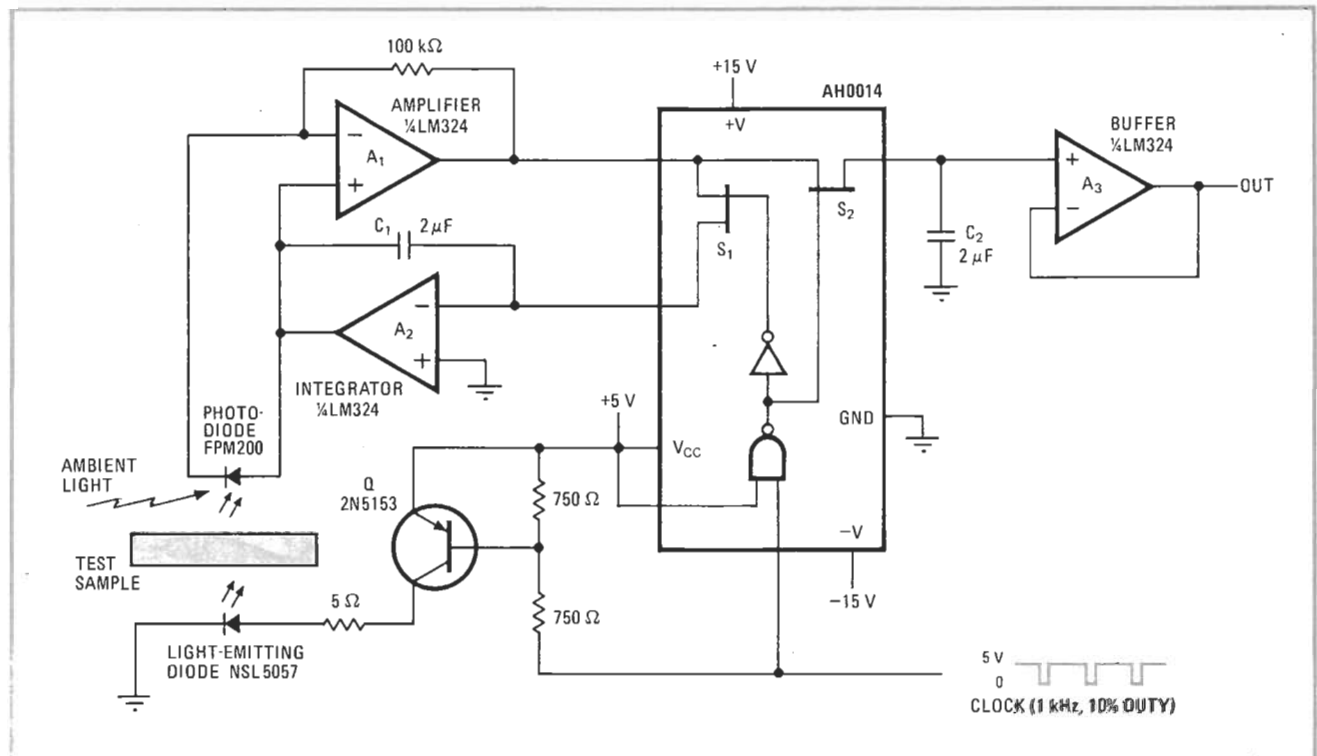 100 kΩ
+15 V
AH0014
AMPLIFIER
¼LM324
+V
BUFFER
¼LM324
−
A1
+
+
A3
−
OUT
C1
2 μF
S1
S2
C2
2 μF
−
A2
+
INTEGRATOR
¼LM324
PHOTO-
DIODE
FPM200
+5 V
GND
VCC
AMBIENT
LIGHT
Q
2N5153
750 Ω
−V
TEST
SAMPLE
−15 V
5 Ω
750 Ω
LIGHT-EMITTING
DIODE NSL5057
5 V
0
CLOCK (1 kHz, 10% DUTY)